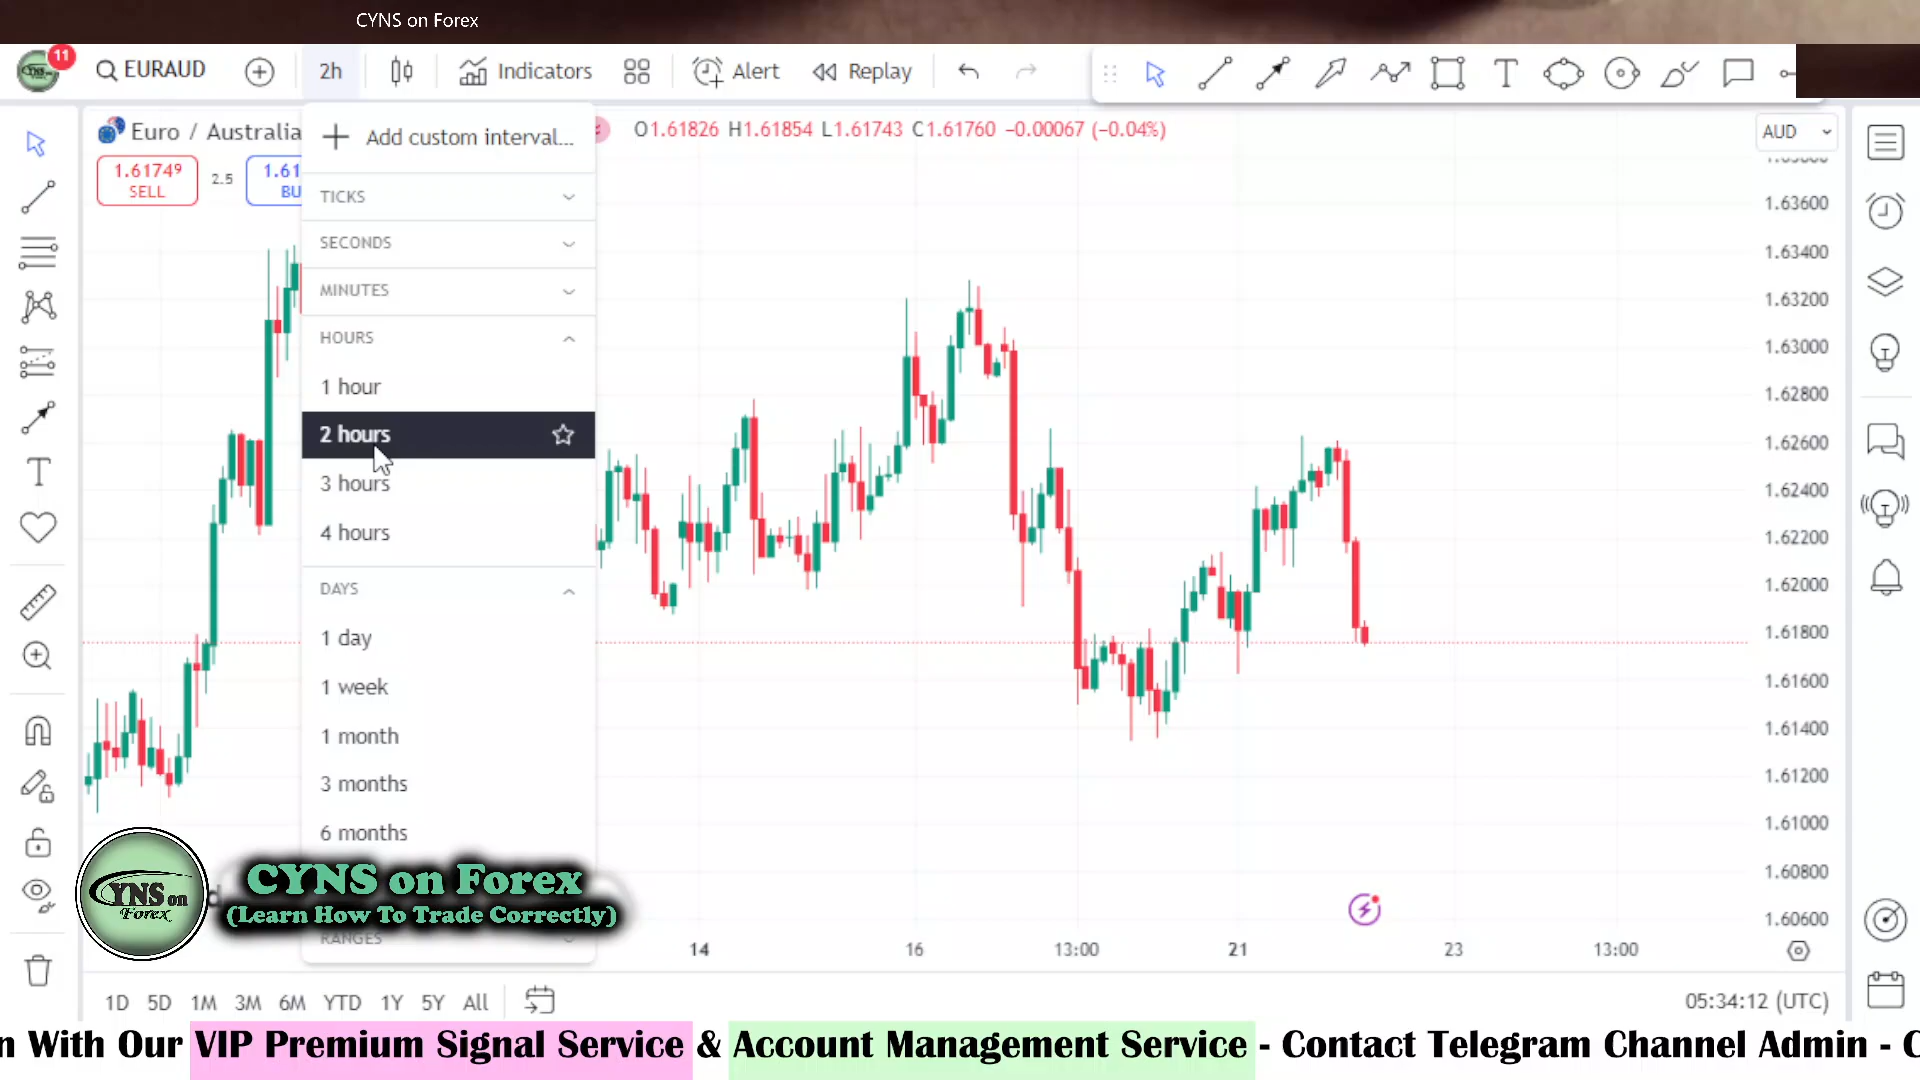 CYNS on Forex
11
EURAUD
2h
Indicators
Alert
Replay
Euro / Australia
O1.61826 H1.61854 L1.61743 C1.61760 −0.00067 (−0.04%)
AUD
1.61749
SELL
2.5
1.61
BU
Add custom interval...
TICKS
SECONDS
MINUTES
HOURS
1 hour
2 hours
3 hours
4 hours
DAYS
1 day
1 week
1 month
3 months
6 months
RANGES
1.63600
1.63400
1.63200
1.63000
1.62800
1.62600
1.62400
1.62200
1.62000
1.61800
1.61600
1.61400
1.61200
1.61000
1.60800
1.60600
CYNS on Forex
(Learn How To Trade Correctly)
YNS on
Forex
14 16 13:00 21 23 13:00
1D 5D 1M 3M 6M YTD 1Y 5Y All
05:34:12 (UTC)
n With Our VIP Premium Signal Service & Account Management Service - Contact Telegram Channel Admin - C